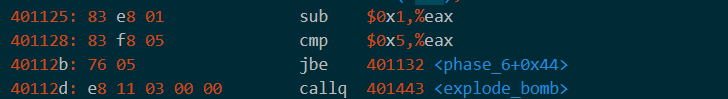 401125: 83 e8 01 sub $0x1,%eax
401128: 83 f8 05 cmp $0x5,%eax
40112b: 76 05 jbe 401132 <phase_6+0x44>
40112d: e8 11 03 00 00 callq 401443 <explode_bomb>